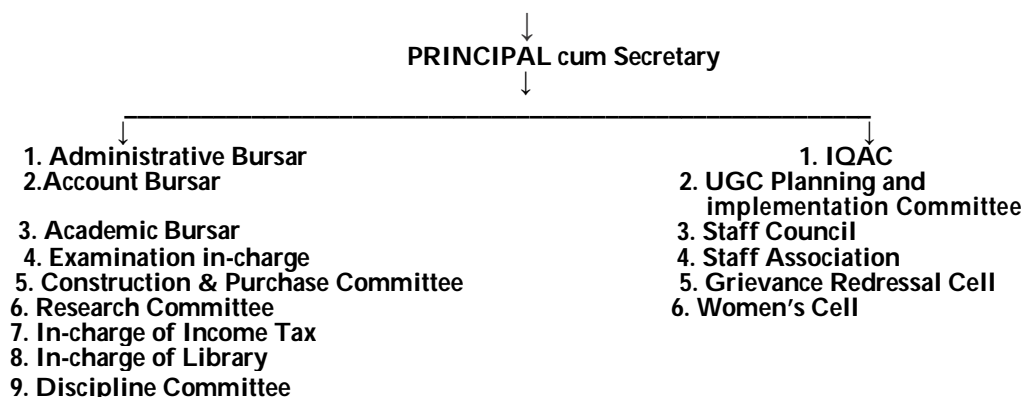 ↓
PRINCIPAL cum Secretary
↓
↓ ↓
1. Administrative Bursar
2.Account Bursar
3. Academic Bursar
4. Examination in-charge
5. Construction & Purchase Committee
6. Research Committee
7. In-charge of Income Tax
8. In-charge of Library
9. Discipline Committee
1. IQAC
2. UGC Planning and
implementation Committee
3. Staff Council
4. Staff Association
5. Grievance Redressal Cell
6. Women's Cell